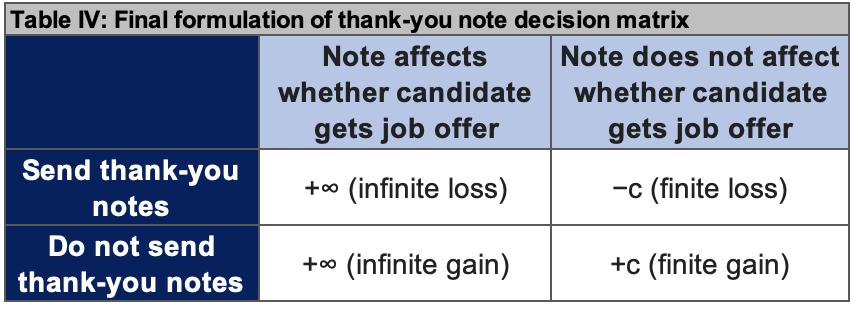 Table IV: Final formulation of thank-you note decision matrix
Note affects
whether candidate
gets job offer
Note does not affect
whether candidate
gets job offer
Send thank-you
notes
+∞ (infinite loss)
−c (finite loss)
Do not send
thank-you notes
+∞ (infinite gain)
+c (finite gain)